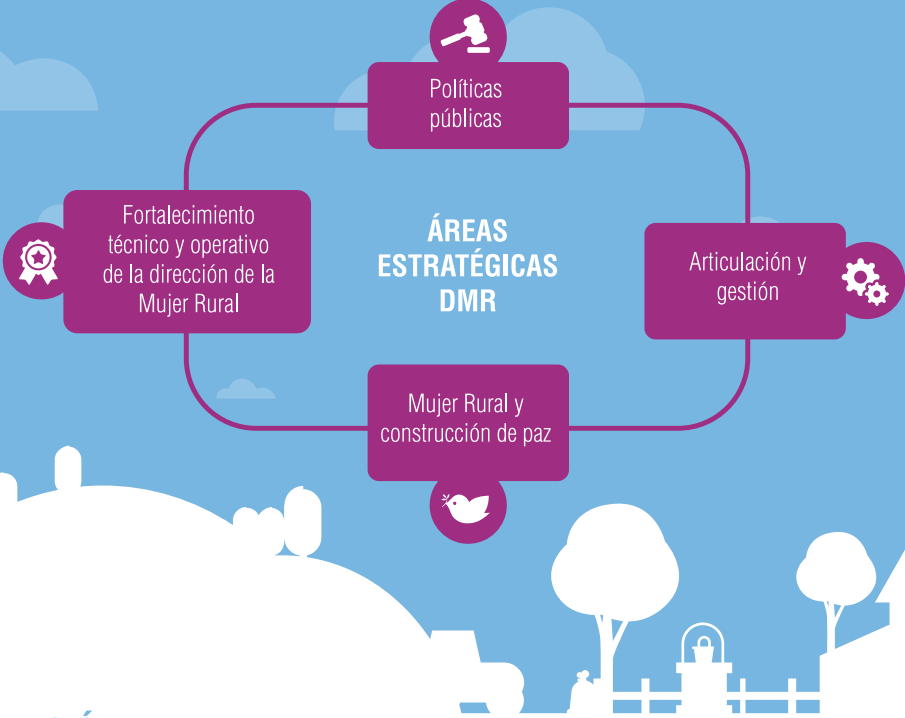 Políticas
públicas
Fortalecimiento
técnico y operativo
de la dirección de la
Mujer Rural
ÁREAS
ESTRATÉGICAS
DMR
Articulación y
gestión
Mujer Rural y
construcción de paz